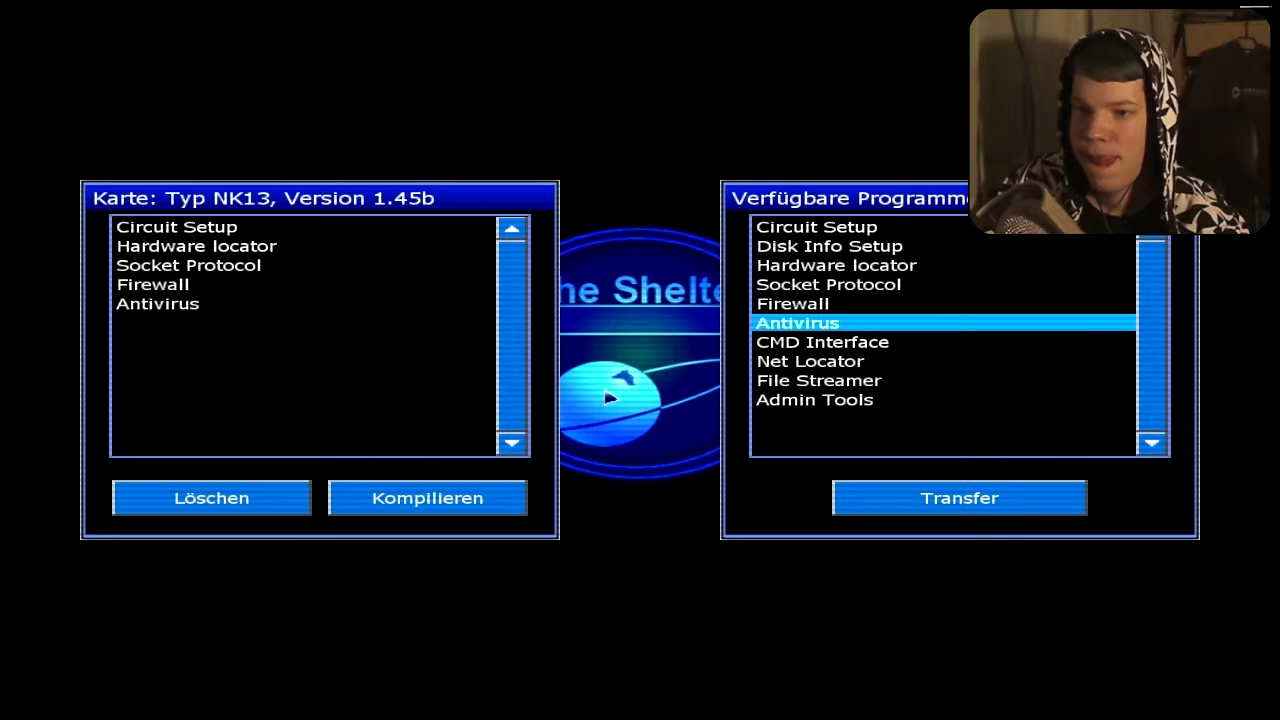 Karte: Typ NK13, Version 1.45b
Circuit Setup
Hardware locator
Socket Protocol
Firewall
Antivirus
Löschen
Kompilieren
he Shelte
Verfügbare Programm
Circuit Setup
Disk Info Setup
Hardware locator
Socket Protocol
Firewall
Antivirus
CMD Interface
Net Locator
File Streamer
Admin Tools
Transfer